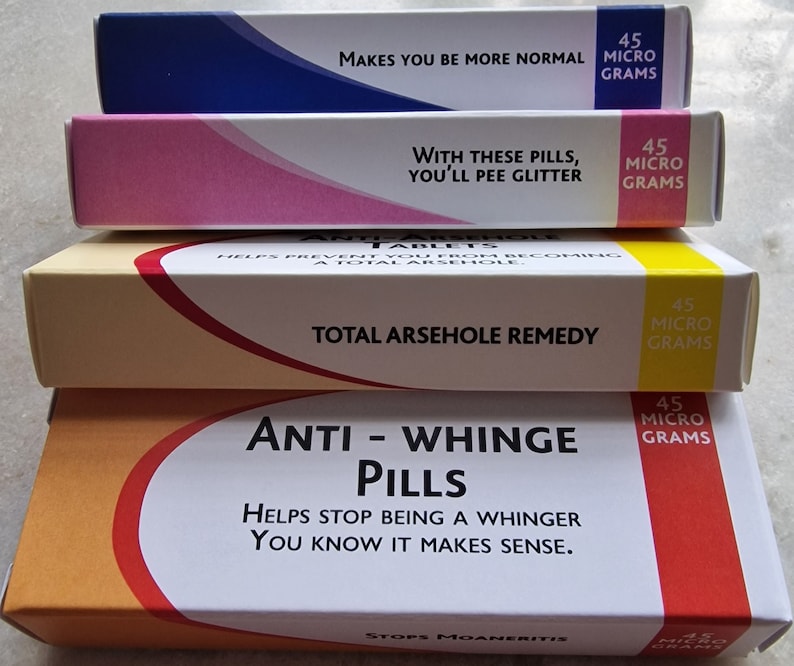 MAKES YOU BE MORE NORMAL
45
MICRO
GRAMS
WITH THESE PILLS,
YOU'LL PEE GLITTER
45
MICRO
GRAMS
ANTI-ARSEHOLE
TABLETS
HELPS PREVENT YOU FROM BECOMING
A TOTAL ARSEHOLE.
TOTAL ARSEHOLE REMEDY
45
MICRO
GRAMS
ANTI - WHINGE
PILLS
HELPS STOP BEING A WHINGER
YOU KNOW IT MAKES SENSE.
45
MICRO
GRAMS
STOPS MOANERITIS
45
MICRO
GRAMS